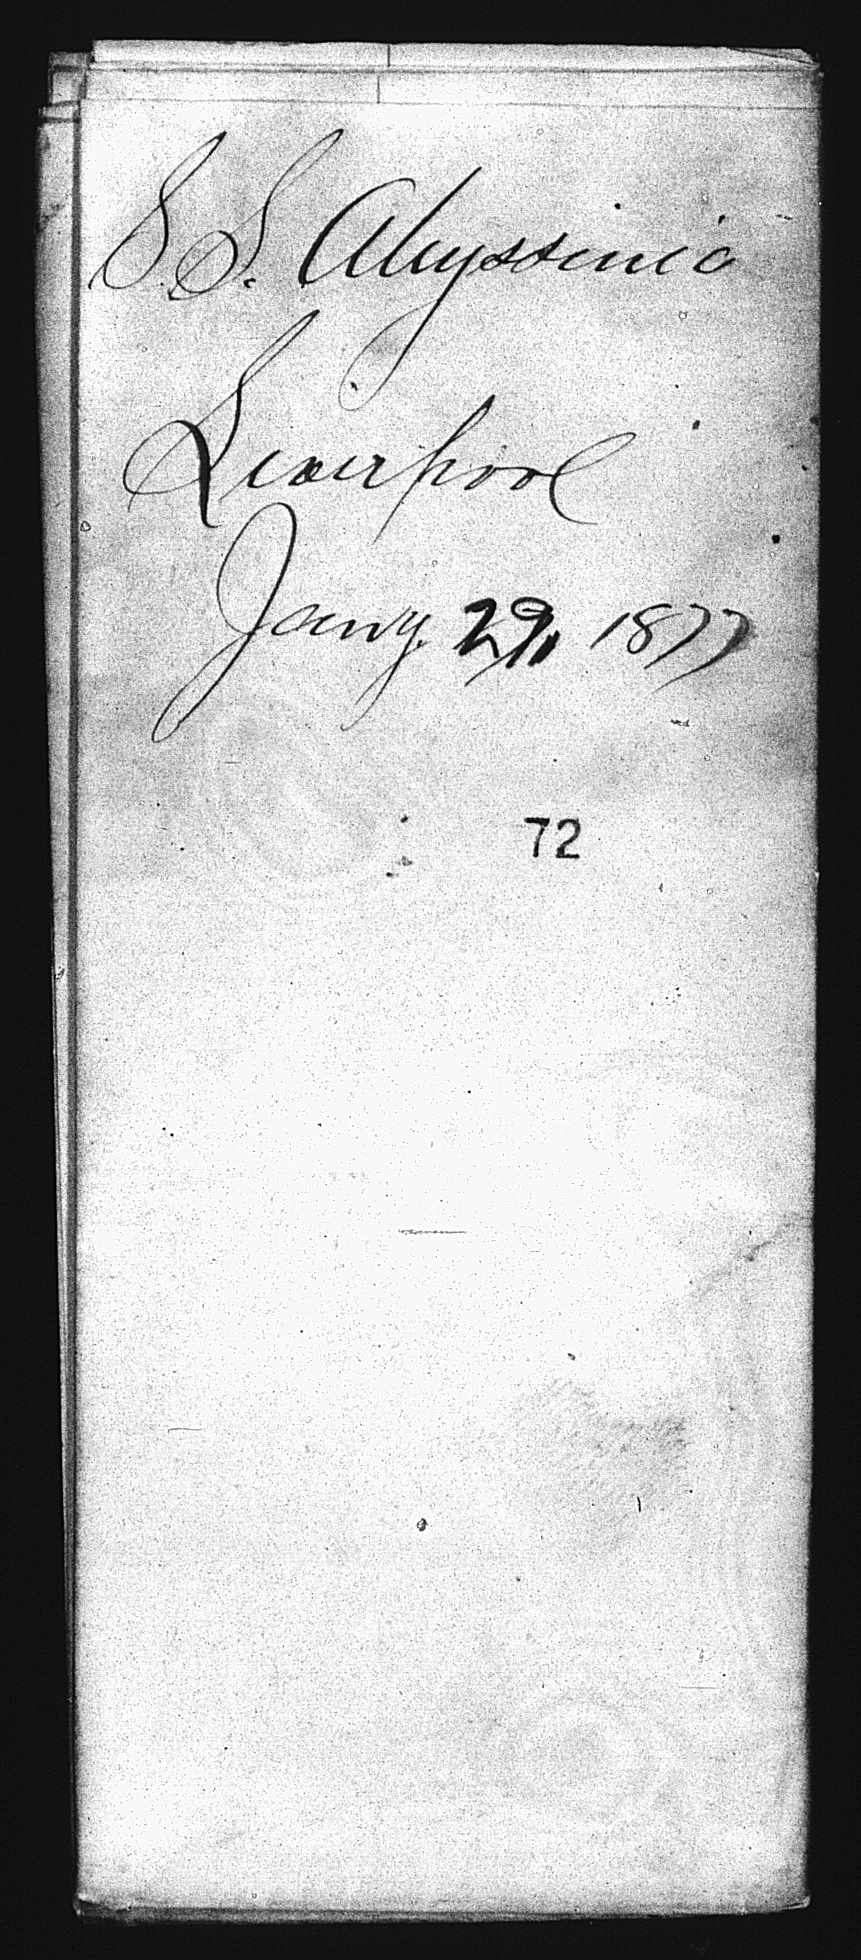 S.S. Abyssinia
Liverpool
Jany. 29, 1877
72